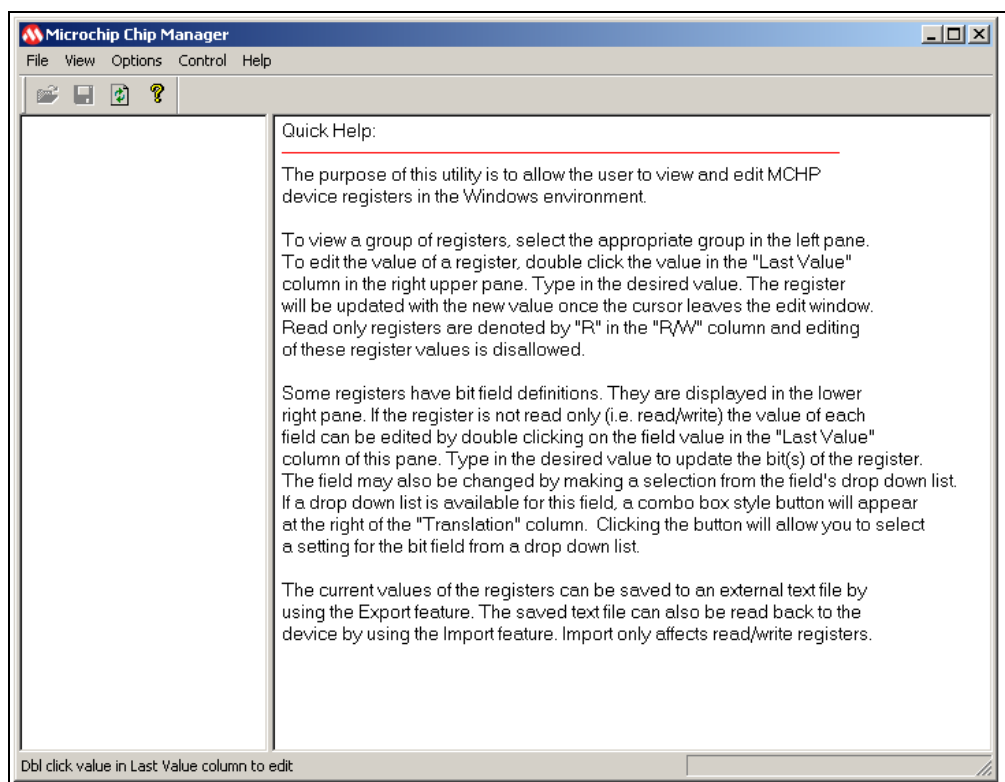 Microchip Chip Manager
File View Options Control Help
Quick Help:
The purpose of this utility is to allow the user to view and edit MCHP
device registers in the Windows environment.
To view a group of registers, select the appropriate group in the left pane.
To edit the value of a register, double click the value in the "Last Value"
column in the right upper pane. Type in the desired value. The register
will be updated with the new value once the cursor leaves the edit window.
Read only registers are denoted by "R" in the "R/W" column and editing
of these register values is disallowed.
Some registers have bit field definitions. They are displayed in the lower
right pane. If the register is not read only (i.e. read/write) the value of each
field can be edited by double clicking on the field value in the "Last Value"
column of this pane. Type in the desired value to update the bit(s) of the register.
The field may also be changed by making a selection from the field's drop down list.
If a drop down list is available for this field, a combo box style button will appear
at the right of the "Translation" column. Clicking the button will allow you to select
a setting for the bit field from a drop down list.
The current values of the registers can be saved to an external text file by
using the Export feature. The saved text file can also be read back to the
device by using the Import feature. Import only affects read/write registers.
Dbl click value in Last Value column to edit